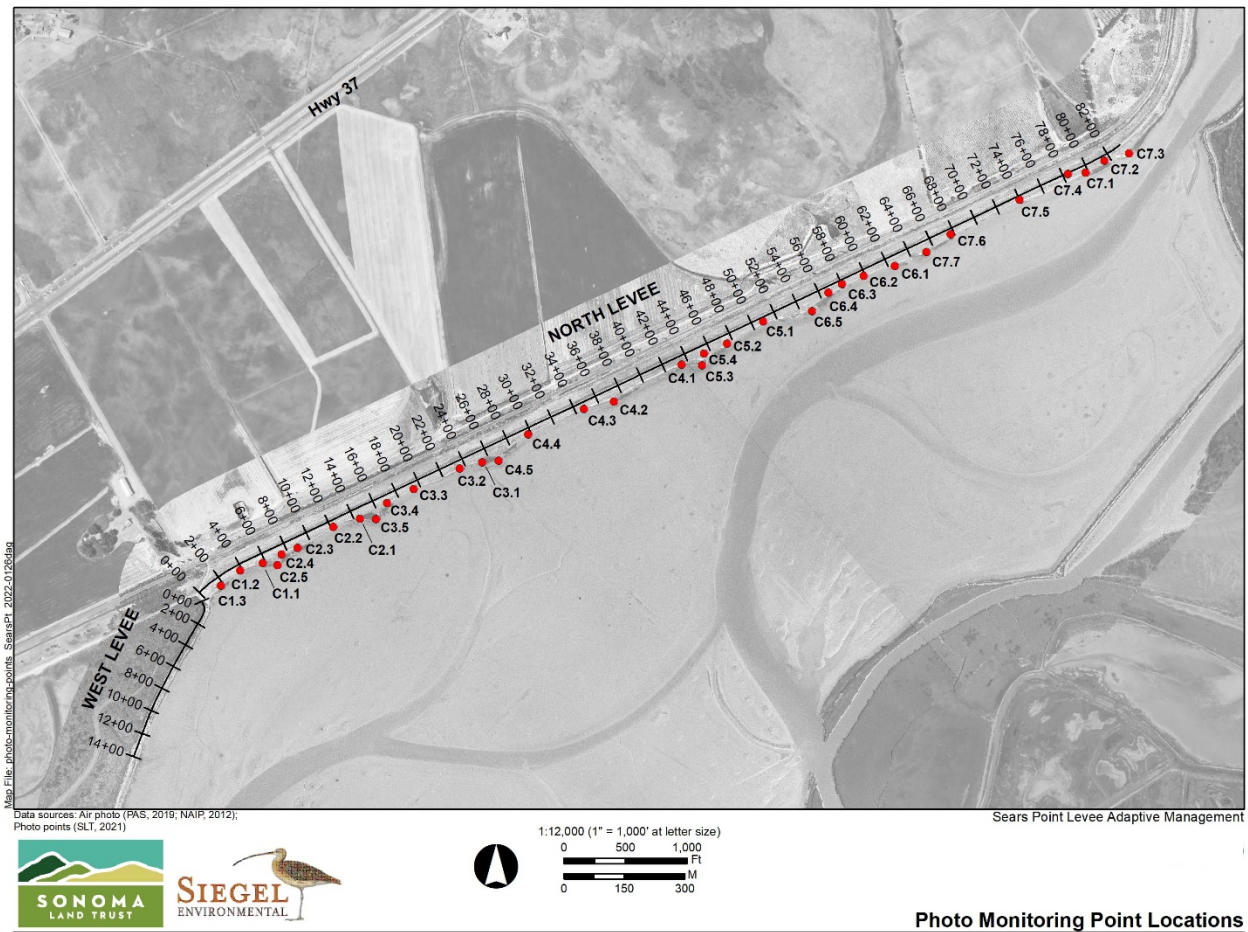 Hwy 37
NORTH LEVEE
WEST LEVEE
0+00
2+00
4+00
6+00
8+00
10+00
12+00
14+00
16+00
18+00
20+00
22+00
24+00
26+00
28+00
30+00
32+00
34+00
36+00
38+00
40+00
42+00
44+00
46+00
48+00
50+00
52+00
54+00
56+00
58+00
60+00
62+00
64+00
66+00
68+00
70+00
72+00
74+00
76+00
78+00
80+00
82+00
0+00
2+00
4+00
6+00
8+00
10+00
12+00
14+00
C1.3
C1.2
C1.1
C2.5
C2.4
C2.3
C2.2
C2.1
C3.5
C3.4
C3.3
C3.2
C3.1
C4.5
C4.4
C4.3
C4.2
C4.1
C5.3
C5.4
C5.2
C5.1
C6.5
C6.4
C6.3
C6.2
C6.1
C7.7
C7.6
C7.5
C7.4
C7.1
C7.2
C7.3
Map File: photo-monitoring-points_SearsPt_2022-0126dag
Data sources: Air photo (PAS, 2019; NAIP, 2012);
Photo points (SLT, 2021)
Sears Point Levee Adaptive Management
1:12,000 (1" = 1,000' at letter size)
0 500 1,000
Ft
M
0 150 300
SONOMA
LAND TRUST
SIEGEL
ENVIRONMENTAL
Photo Monitoring Point Locations